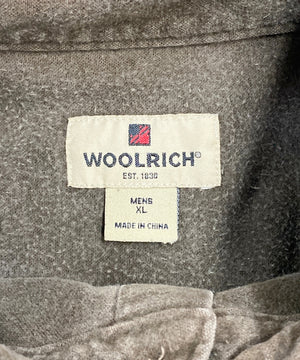 WOOLRICH®
EST. 1830
MENS
XL
MADE IN CHINA